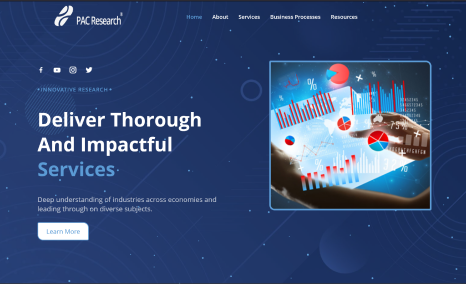 PAC Research®
Home About Services Business Processes Resources
•INNOVATIVE RESEARCH•
Deliver Thorough
And Impactful
Services
Deep understanding of industries across economies and
leading through on diverse subjects.
Learn More
%
75%